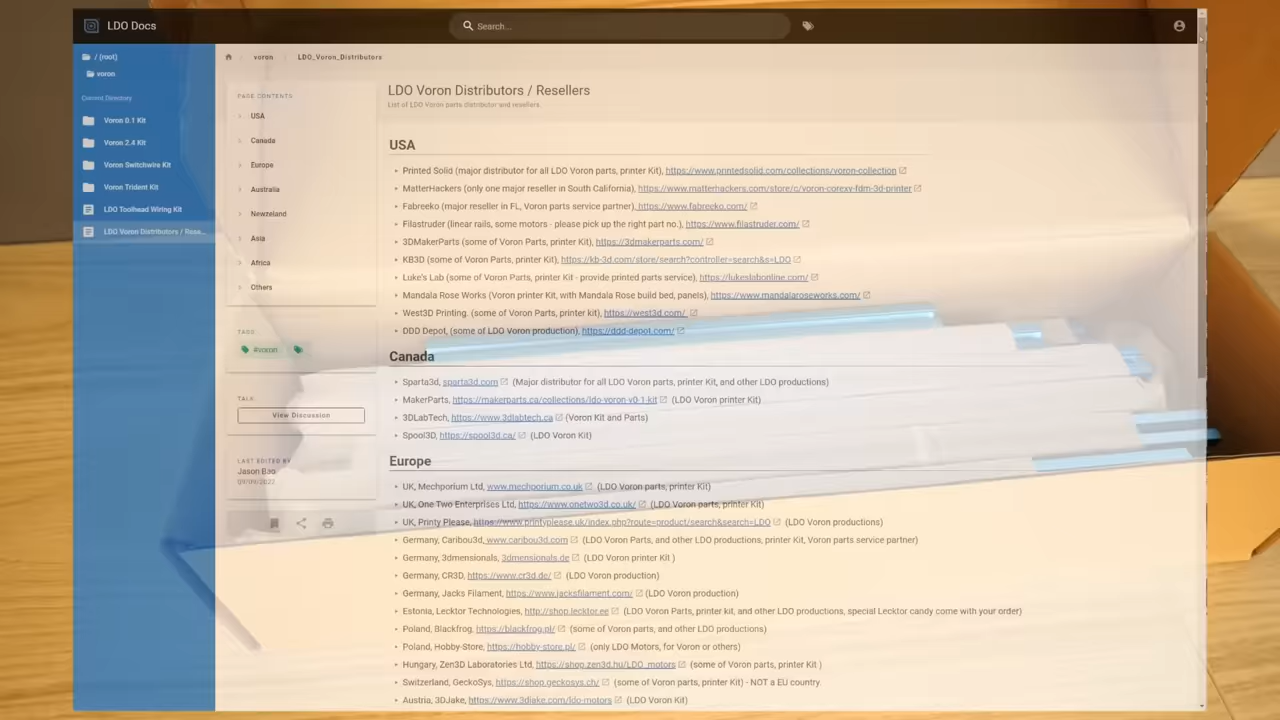 LDO Docs
Search...
/ (root)
voron
Current Directory
Voron 0.1 Kit
Voron 2.4 Kit
Voron Switchwire Kit
Voron Trident Kit
LDO Toolhead Wiring Kit
LDO Voron Distributors / Rese...
voron
LDO_Voron_Distributors
PAGE CONTENTS
USA
Canada
Europe
Australia
Newzeland
Asia
Africa
Others
TAGS
#voron
TALK
View Discussion
LAST EDITED BY
Jason Bao
09/09/2022
LDO Voron Distributors / Resellers
List of LDO Voron parts distributor and resellers.
USA
Printed Solid (major distributor for all LDO Voron parts, printer Kit), https://www.printedsolid.com/collections/voron-collection
MatterHackers (only one major reseller in South California), https://www.matterhackers.com/store/c/voron-corexy-fdm-3d-printer
Fabreeko (major reseller in FL, Voron parts service partner), https://www.fabreeko.com/
Filastruder (linear rails, some motors - please pick up the right part no.), https://www.filastruder.com/
3DMakerParts (some of Voron Parts, printer Kit), https://3dmakerparts.com/
KB3D (some of Voron Parts, printer Kit), https://kb-3d.com/store/search?controller=search&s=LDO
Luke's Lab (some of Voron Parts, printer Kit - provide printed parts service), https://lukeslabonline.com/
Mandala Rose Works (Voron printer Kit, with Mandala Rose build bed, panels), https://www.mandalaroseworks.com/
West3D Printing. (some of Voron Parts, Printer kit), https://west3d.com/
DDD Depot, (some of LDO Voron production), https://ddd-depot.com/
Canada
Sparta3d, sparta3d.com (Major distributor for all LDO Voron parts, printer Kit, and other LDO productions)
MakerParts, https://makerparts.ca/collections/ldo-voron-v0-1-kit (LDO Voron printer Kit)
3DLabTech, https://www.3dlabtech.ca (Voron Kit and Parts)
Spool3D, https://spool3d.ca/ (LDO Voron Kit)
Europe
UK, Mechporium Ltd, www.mechporium.co.uk (LDO Voron parts, printer Kit)
UK, One Two Enterprises Ltd, https://www.onetwo3d.co.uk/ (LDO Voron parts, printer Kit)
UK, Printy Please, https://www.printyplease.uk/index.php?route=product/search&search=LDO (LDO Voron productions)
Germany, Caribou3d, www.caribou3d.com (LDO Voron Parts, and other LDO productions, printer Kit, Voron parts service partner)
Germany, 3dmensionals, 3dmensionals.de (LDO Voron printer Kit )
Germany, CR3D, https://www.cr3d.de/ (LDO Voron production)
Germany, Jacks Filament, https://www.jacksfilament.com/ (LDO Voron production)
Estonia, Lecktor Technologies, http://shop.lecktor.ee (LDO Voron Parts, printer kit, and other LDO productions, special Lecktor candy come with your order)
Poland, Blackfrog, https://blackfrog.pl/ (some of Voron parts, and other LDO productions)
Poland, Hobby-Store, https://hobby-store.pl/ (only LDO Motors, for Voron or others)
Hungary, Zen3D Laboratories Ltd, https://shop.zen3d.hu/LDO_motors (some of Voron parts, printer Kit )
Switzerland, GeckoSys, https://shop.geckosys.ch/ (some of Voron parts, printer Kit) - NOT a EU country.
Austria, 3DJake, https://www.3djake.com/ldo-motors (LDO Voron Kit)